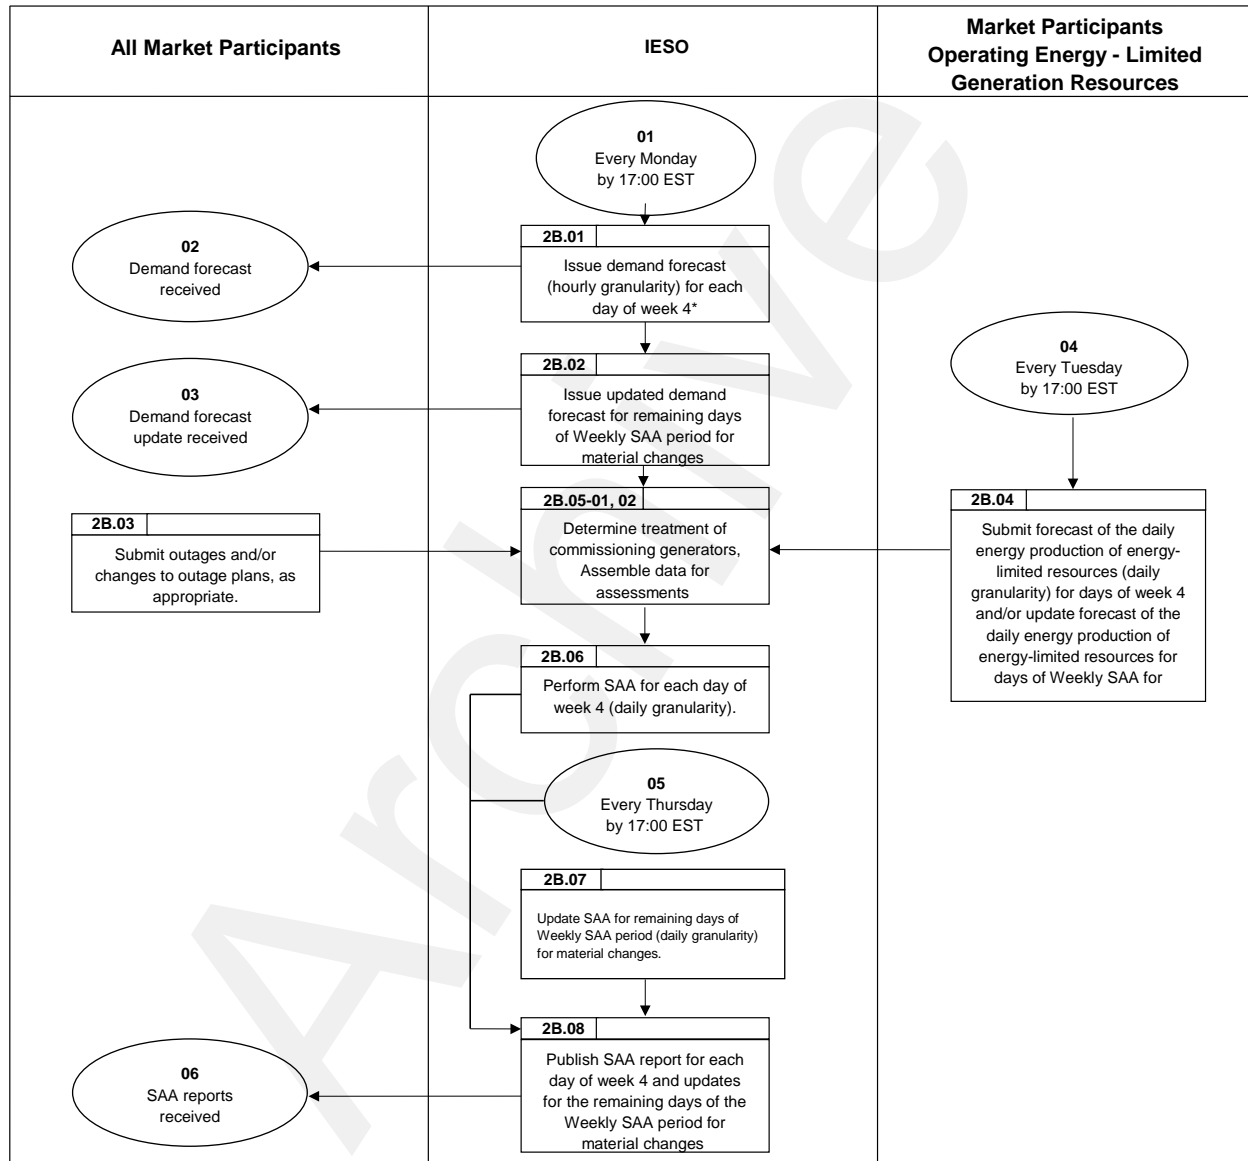 All Market Participants
IESO
Market Participants
Operating Energy - Limited
Generation Resources
01
Every Monday
by 17:00 EST
2B.01
Issue demand forecast
(hourly granularity) for each
day of week 4*
02
Demand forecast
received
2B.02
Issue updated demand
forecast for remaining days
of Weekly SAA period for
material changes
03
Demand forecast
update received
04
Every Tuesday
by 17:00 EST
2B.03
Submit outages and/or
changes to outage plans, as
appropriate.
2B.05-01, 02
Determine treatment of
commissioning generators,
Assemble data for
assessments
2B.04
Submit forecast of the daily
energy production of energy-
limited resources (daily
granularity) for days of week 4
and/or update forecast of the
daily energy production of
energy-limited resources for
days of Weekly SAA for
2B.06
Perform SAA for each day of
week 4 (daily granularity).
05
Every Thursday
by 17:00 EST
2B.07
Update SAA for remaining days of
Weekly SAA period (daily granularity)
for material changes.
2B.08
Publish SAA report for each
day of week 4 and updates
for the remaining days of the
Weekly SAA period for
material changes
06
SAA reports
received
Archive